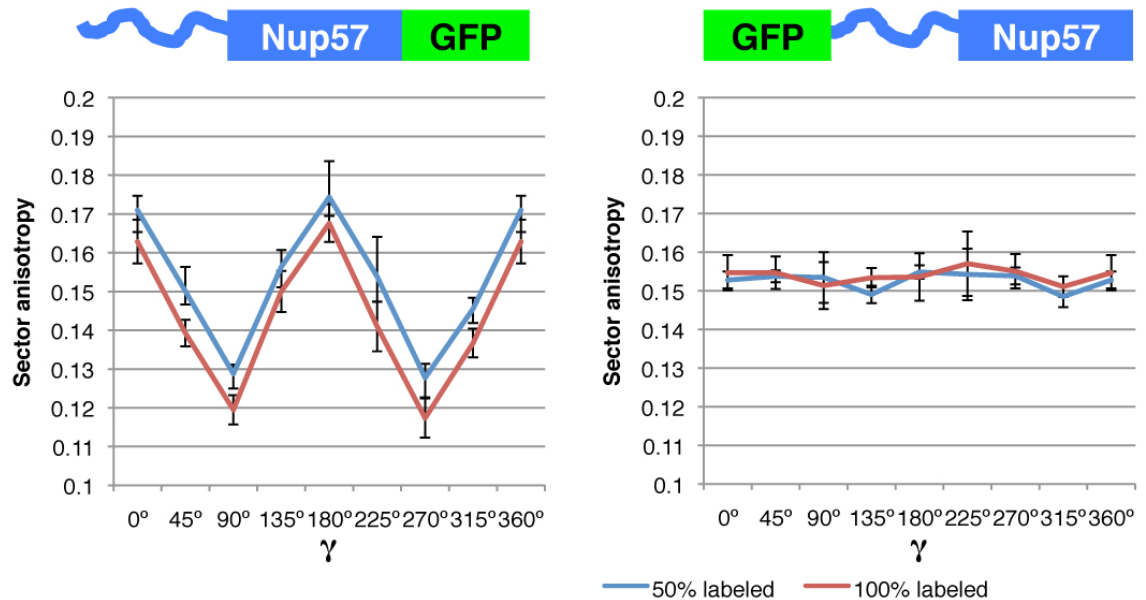 Nup57 GFP
GFP Nup57
Sector anisotropy
0.2
0.19
0.18
0.17
0.16
0.15
0.14
0.13
0.12
0.11
0.1
0º 45º 90º 135º 180º 225º 270º 315º 360º
γ
Sector anisotropy
0.2
0.19
0.18
0.17
0.16
0.15
0.14
0.13
0.12
0.11
0.1
0º 45º 90º 135º 180º 225º 270º 315º 360º
γ
50% labeled 100% labeled